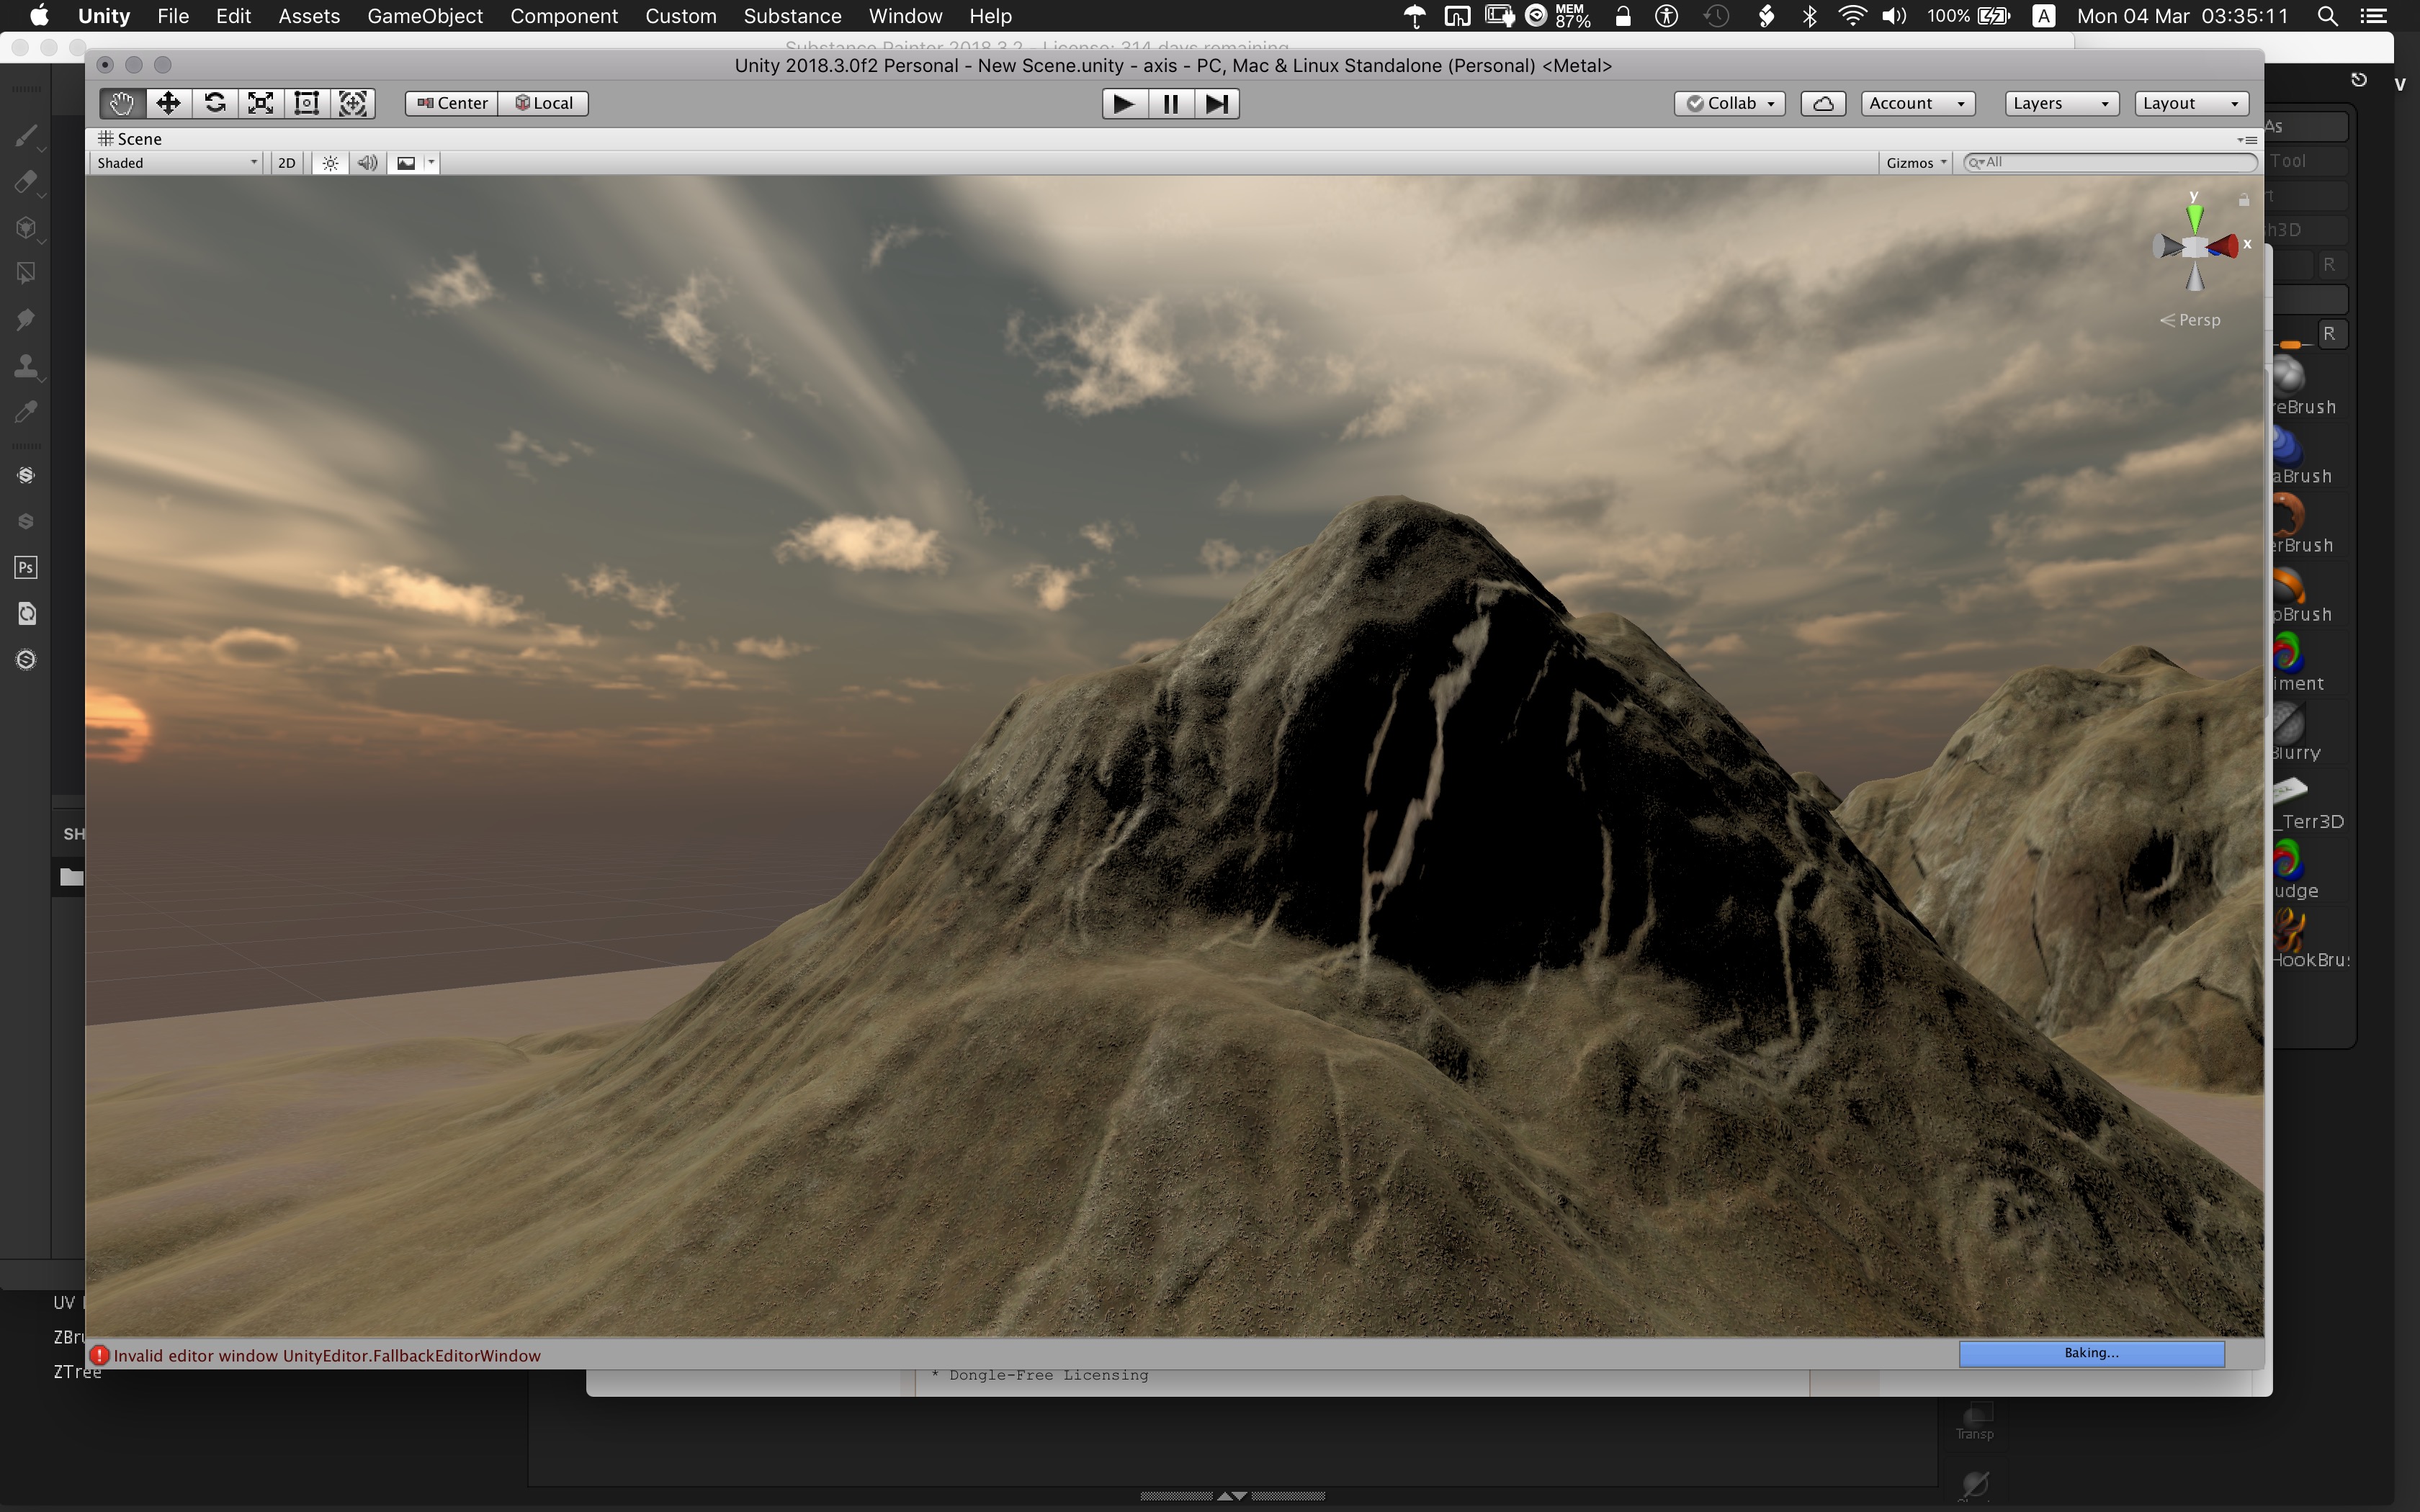 Unity File Edit Assets GameObject Component Custom Substance Window Help MEM 87% 100% A Mon 04 Mar 03:35:11
Substance Painter 2018.3.2 - License: 314 days remaining
Unity 2018.3.0f2 Personal - New Scene.unity - axis - PC, Mac & Linux Standalone (Personal) <Metal>
Center Local Collab Account Layers Layout
Scene
Shaded 2D Gizmos All
y
x
Persp
As
Tool
h3D
R
R
reBrush
aBrush
erBrush
pBrush
iment
Blurry
_Terr3D
udge
HookBru
V
Ps
SH
UV
ZBru
ZTree
Invalid editor window UnityEditor.FallbackEditorWindow
Baking...
* Dongle-Free Licensing
Transp